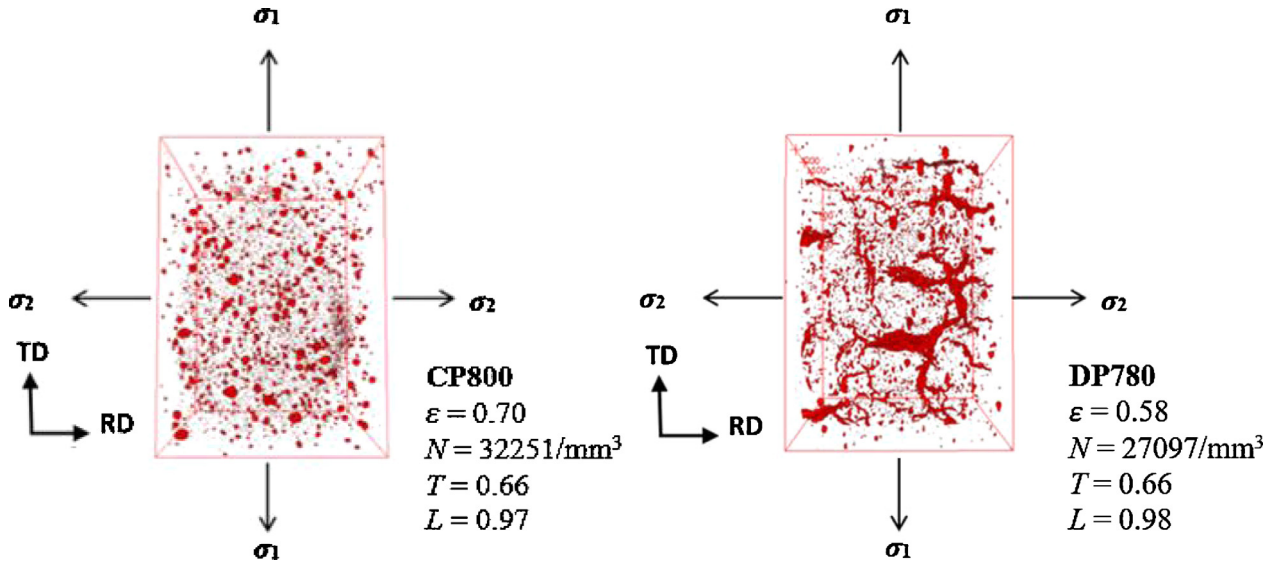 σ1
σ2
σ2
TD
RD
CP800
ε = 0.70
N = 32251/mm³
T = 0.66
L = 0.97
σ1
σ1
σ2
σ2
TD
RD
DP780
ε = 0.58
N = 27097/mm³
T = 0.66
L = 0.98
σ1